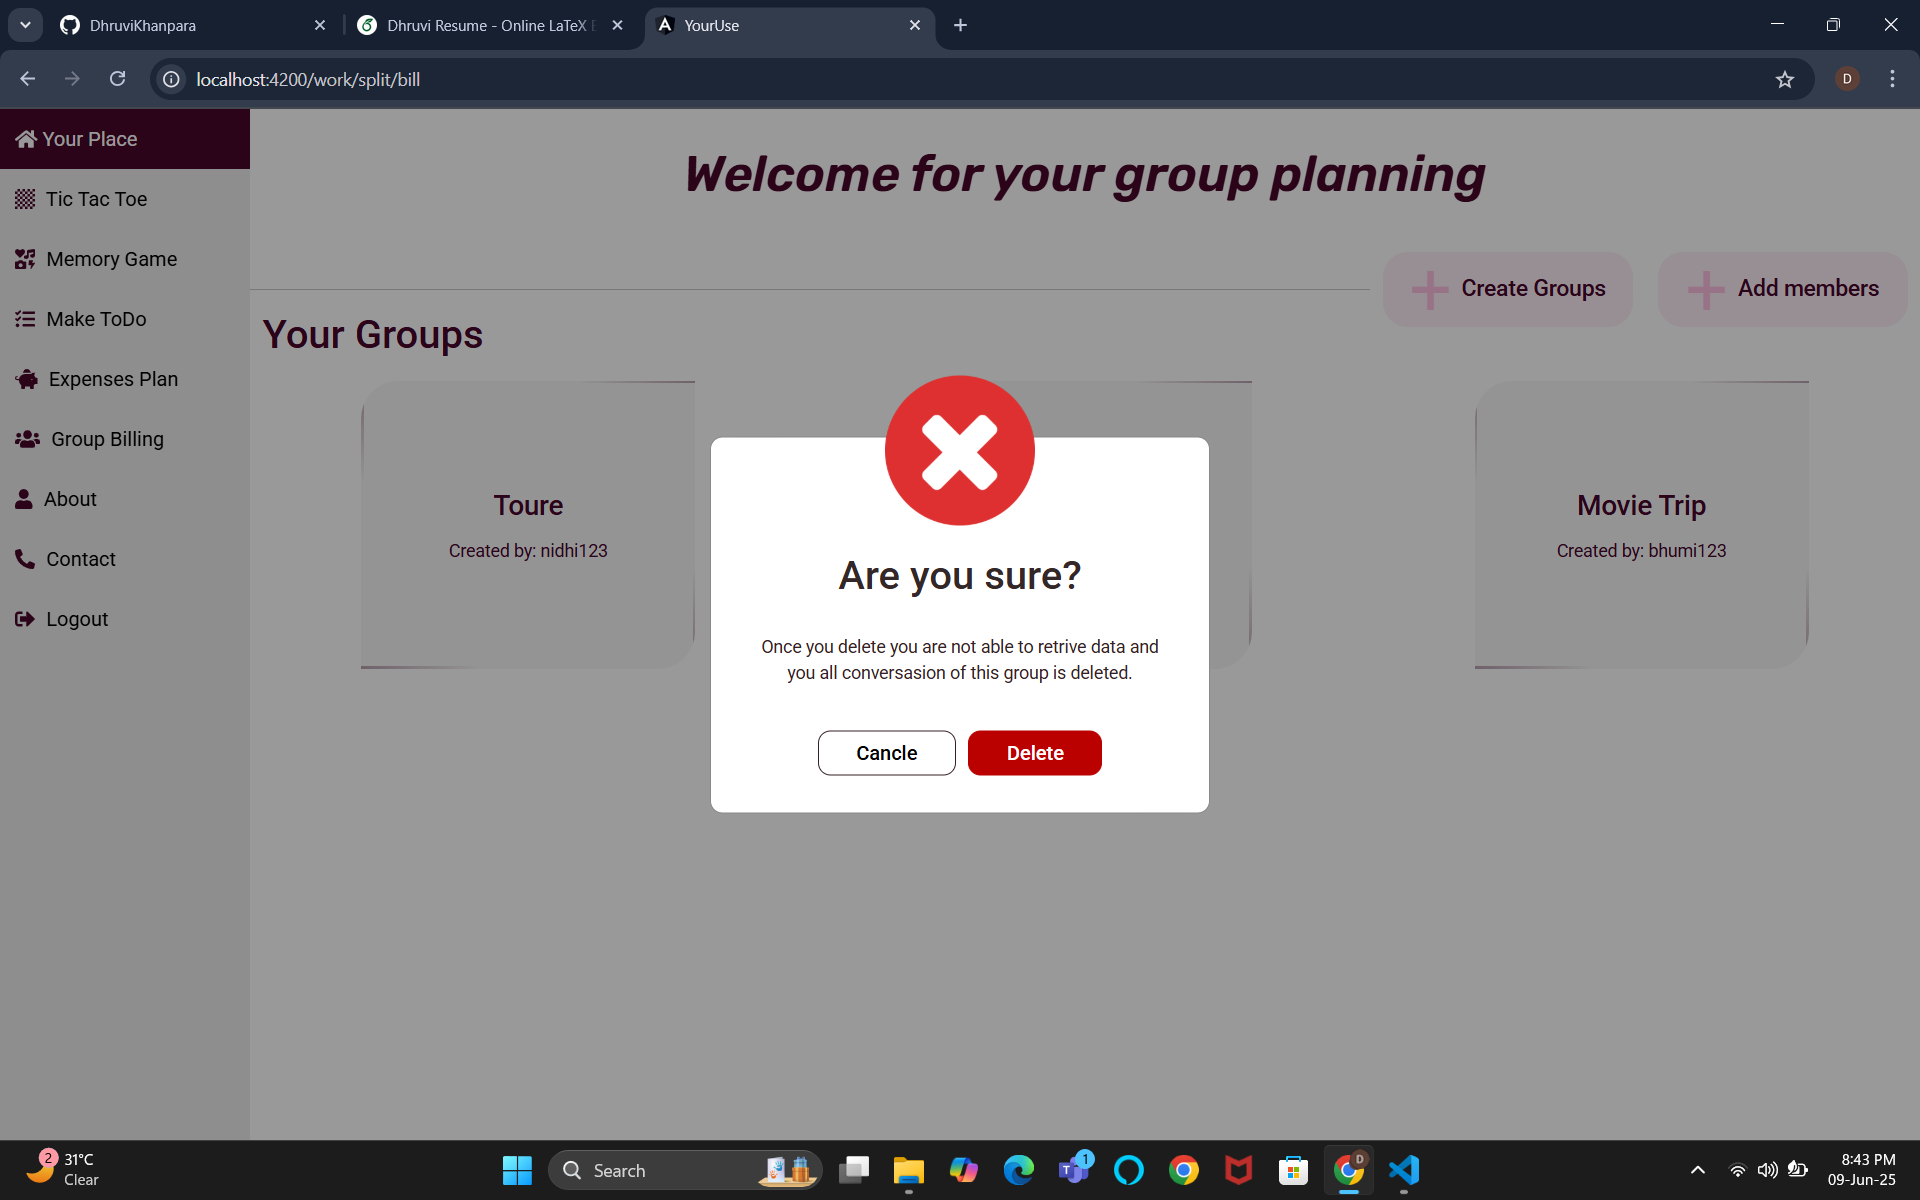 DhruviKhanpara
Dhruvi Resume - Online LaTeX E
YourUse
localhost:4200/work/split/bill
D
Your Place
Tic Tac Toe
Memory Game
Make ToDo
Expenses Plan
Group Billing
About
Contact
Logout
Welcome for your group planning
Create Groups
Add members
Your Groups
Toure
Created by: nidhi123
Movie Trip
Created by: bhumi123
Are you sure?
Once you delete you are not able to retrive data and
you all conversasion of this group is deleted.
Cancle
Delete
2
31°C
Clear
Search
1
D
8:43 PM
09-Jun-25